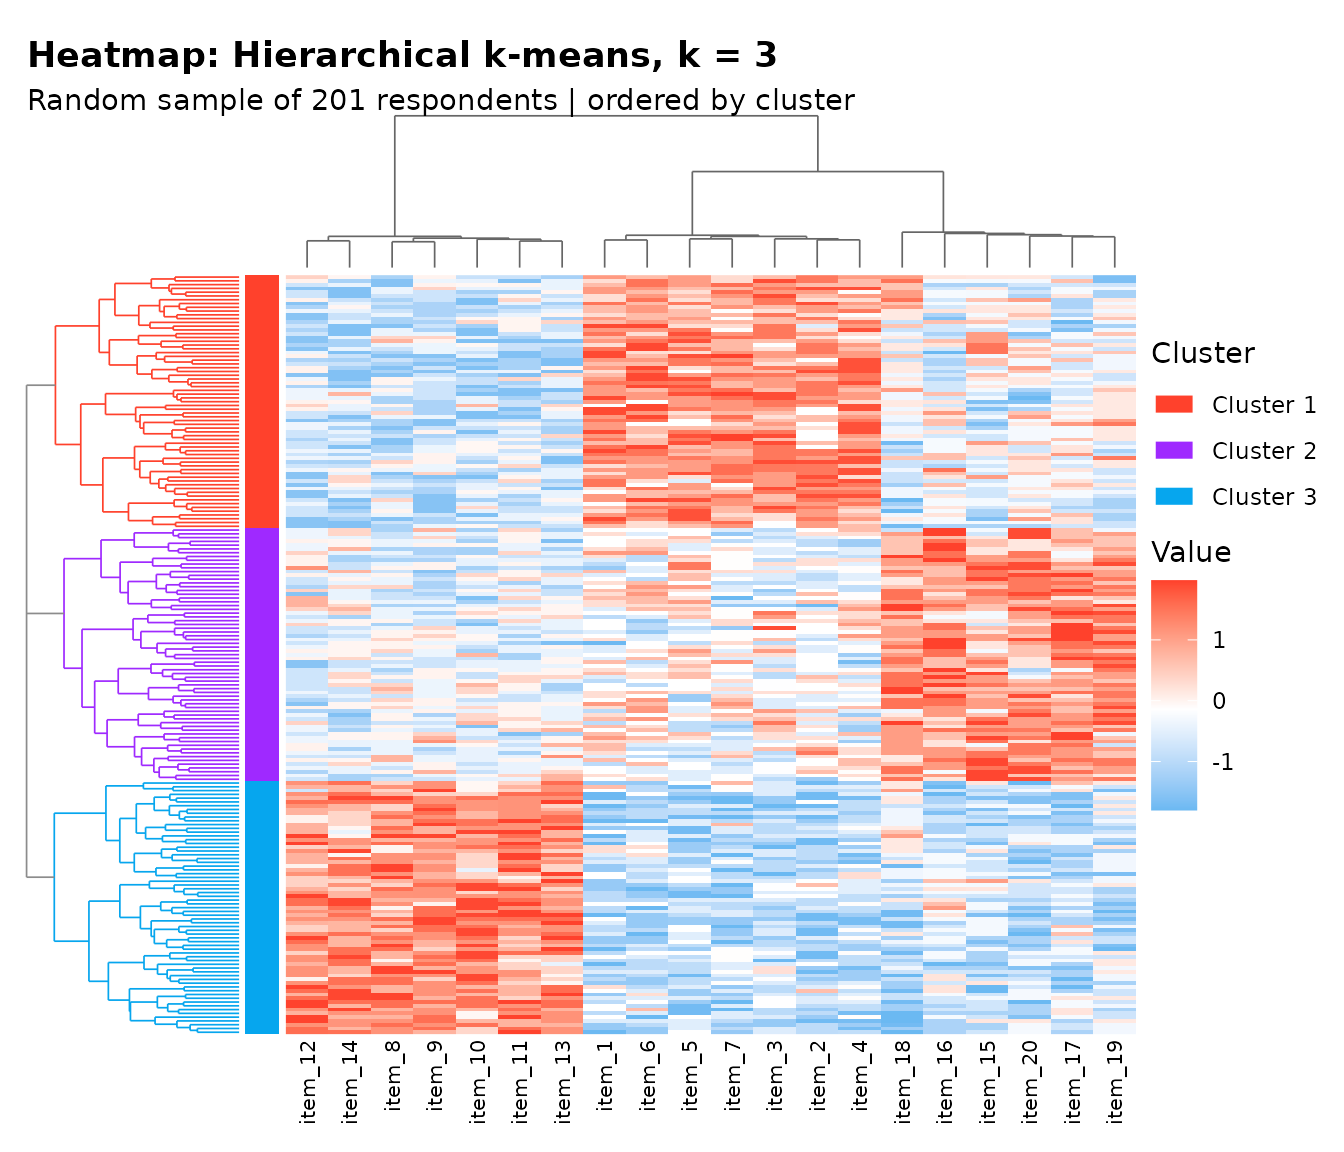 Heatmap: Hierarchical k-means, k = 3
Random sample of 201 respondents | ordered by cluster
Cluster
Cluster 1
Cluster 2
Cluster 3
Value
1
0
-1
item_12
item_14
item_8
item_9
item_10
item_11
item_13
item_1
item_6
item_5
item_7
item_3
item_2
item_4
item_18
item_16
item_15
item_20
item_17
item_19